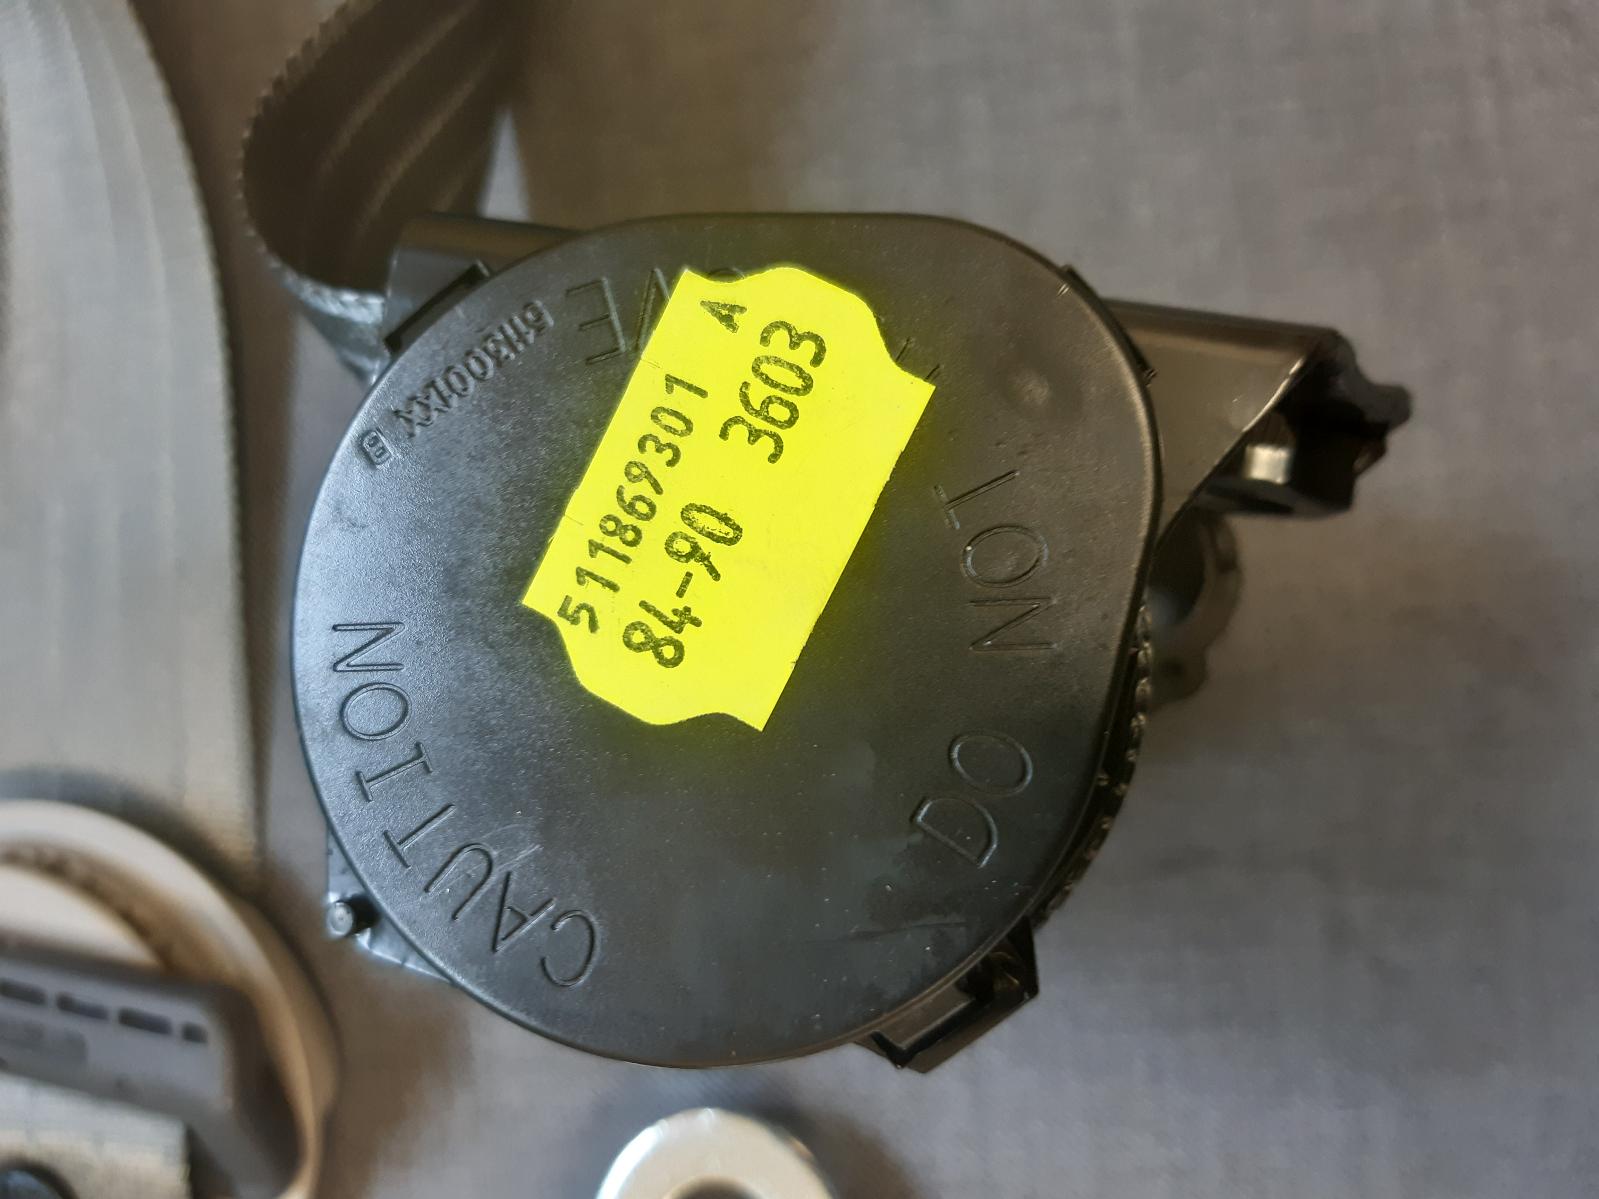 511869301 A
84-90 3603
CAUTION
DO NOT